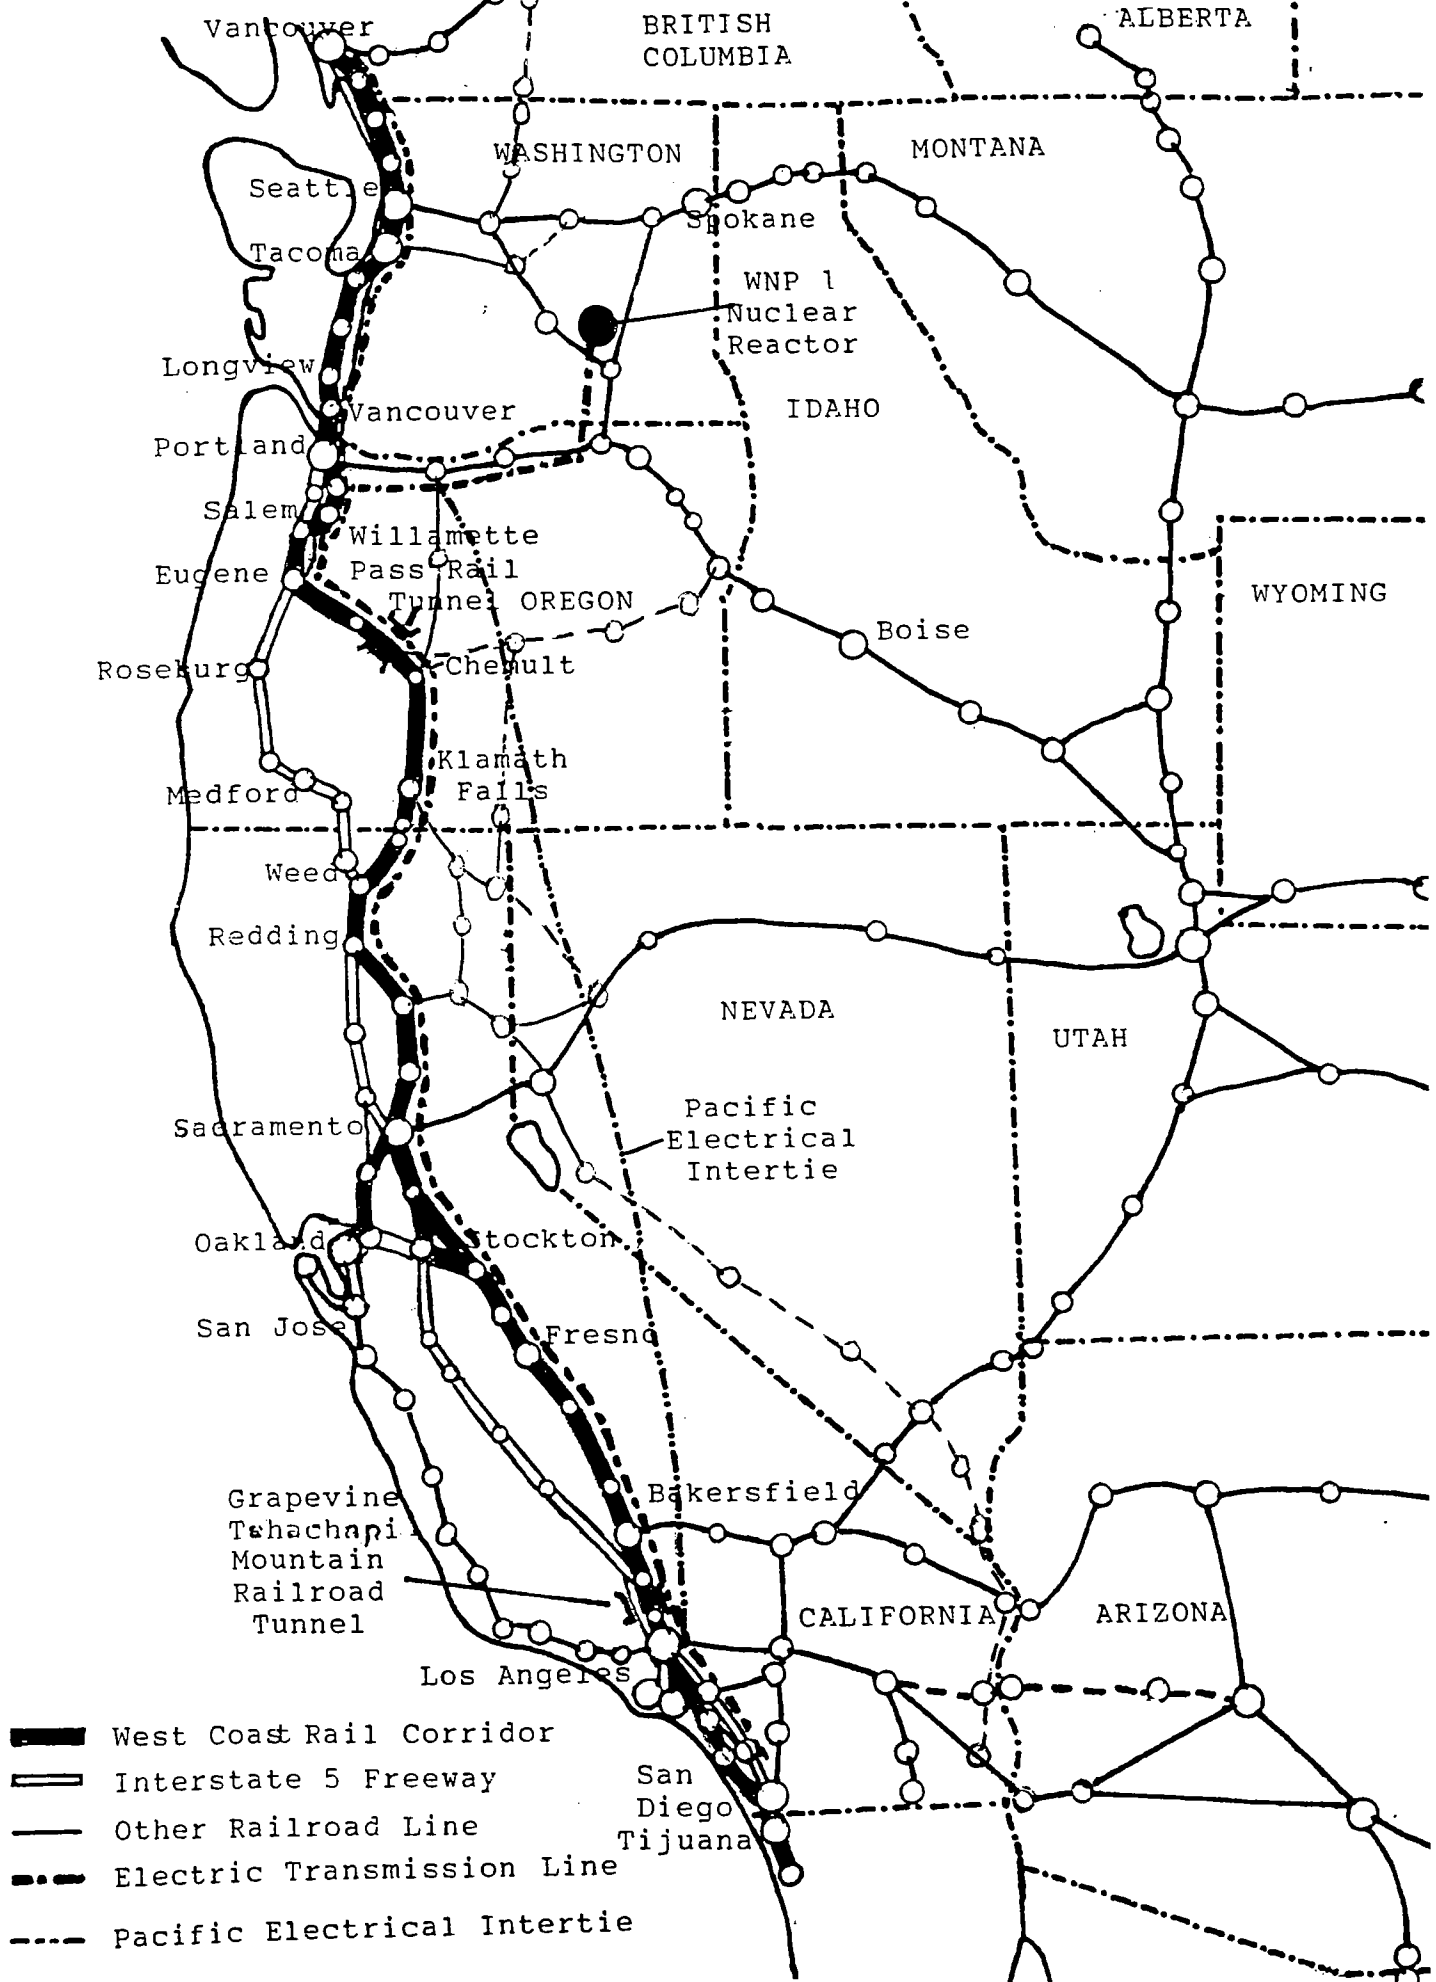 Vancouver
BRITISH
COLUMBIA
ALBERTA
WASHINGTON
MONTANA
Seattle
Spokane
Tacoma
WNP 1
Nuclear
Reactor
Longview
Vancouver
IDAHO
Portland
Salem
Willamette
Pass Rail
Tunnel
OREGON
Eugene
WYOMING
Boise
Chemult
Roseburg
Klamath
Falls
Medford
Weed
Redding
NEVADA
UTAH
Sacramento
Pacific
Electrical
Intertie
Oakland
Stockton
San Jose
Fresno
Bakersfield
Grapevine
Tehachapi
Mountain
Railroad
Tunnel
CALIFORNIA
ARIZONA
Los Angeles
San
Diego
Tijuana
West Coast Rail Corridor
Interstate 5 Freeway
Other Railroad Line
Electric Transmission Line
Pacific Electrical Intertie